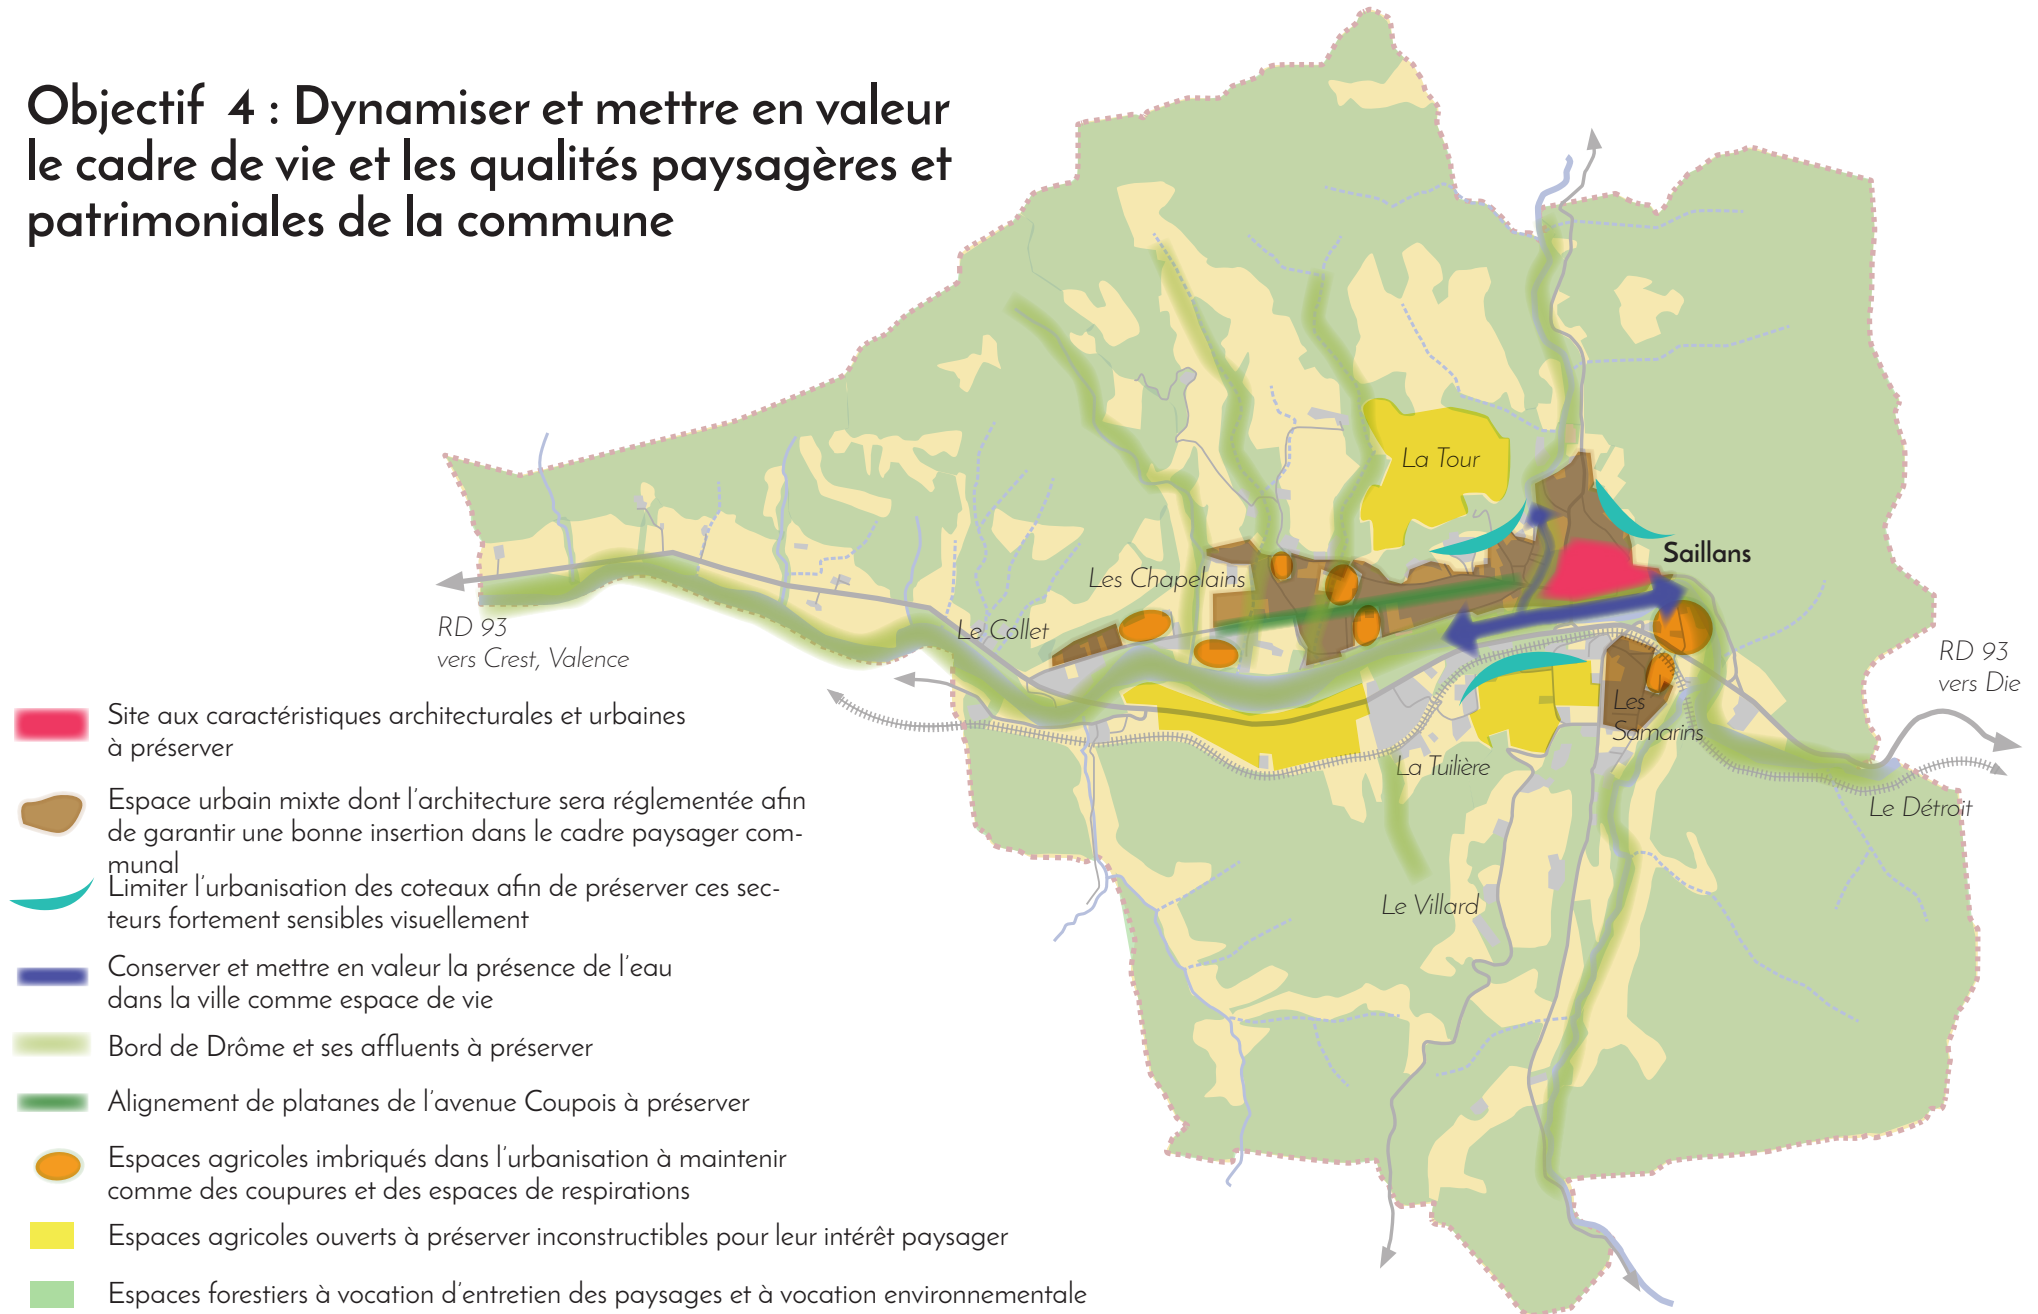 Objectif 4 : Dynamiser et mettre en valeur
le cadre de vie et les qualités paysagères et
patrimoniales de la commune
La Tour
Saillans
Les Chapelains
Le Collet
RD 93
vers Crest, Valence
RD 93
vers Die
Les
Samarins
La Tuilière
Le Détroit
Le Villard
Site aux caractéristiques architecturales et urbaines
à préserver
Espace urbain mixte dont l'architecture sera réglementée afin
de garantir une bonne insertion dans le cadre paysager com-
munal
Limiter l'urbanisation des coteaux afin de préserver ces sec-
teurs fortement sensibles visuellement
Conserver et mettre en valeur la présence de l'eau
dans la ville comme espace de vie
Bord de Drôme et ses affluents à préserver
Alignement de platanes de l'avenue Coupois à préserver
Espaces agricoles imbriqués dans l'urbanisation à maintenir
comme des coupures et des espaces de respirations
Espaces agricoles ouverts à préserver inconstructibles pour leur intérêt paysager
Espaces forestiers à vocation d'entretien des paysages et à vocation environnementale